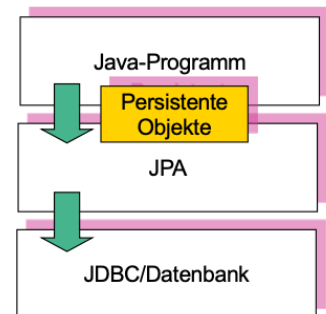 Java-Programm
Persistente
Objekte
JPA
JDBC/Datenbank